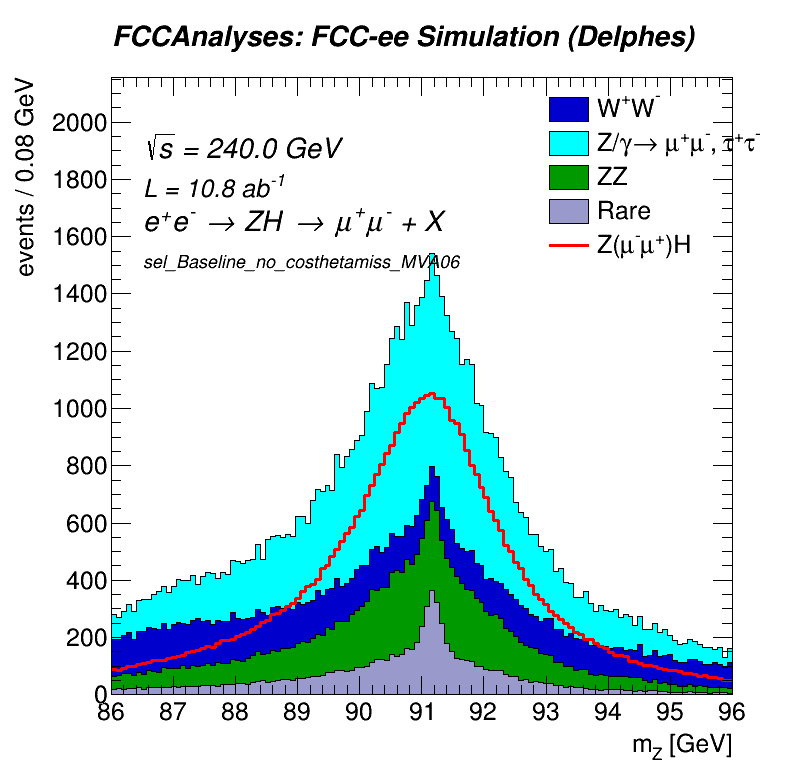 FCCAnalyses: FCC-ee Simulation (Delphes)
events / 0.08 GeV
2000
1800
1600
1400
1200
1000
800
600
400
200
0
√s = 240.0 GeV
L = 10.8 ab⁻¹
e⁺e⁻ → ZH → μ⁺μ⁻ + X
sel_Baseline_no_costhetamiss_MVA06
W⁺W⁻
Z/γ→ μ⁺μ⁻, τ⁺τ⁻
ZZ
Rare
Z(μ⁻μ⁺)H
86 87 88 89 90 91 92 93 94 95 96
m_Z [GeV]